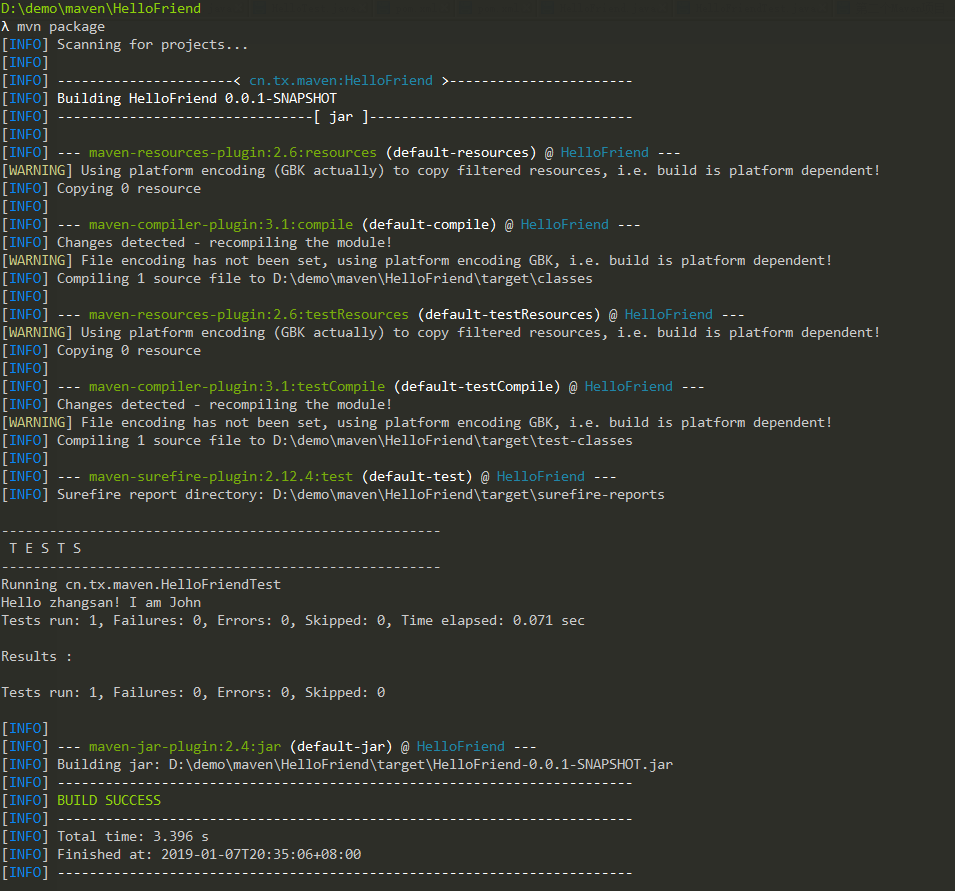 D:\demo\maven\HelloFriend
λ mvn package
[INFO] Scanning for projects...
[INFO]
[INFO] ----------------------< cn.tx.maven:HelloFriend >-----------------------
[INFO] Building HelloFriend 0.0.1-SNAPSHOT
[INFO] --------------------------------[ jar ]---------------------------------
[INFO]
[INFO] --- maven-resources-plugin:2.6:resources (default-resources) @ HelloFriend ---
[WARNING] Using platform encoding (GBK actually) to copy filtered resources, i.e. build is platform dependent!
[INFO] Copying 0 resource
[INFO]
[INFO] --- maven-compiler-plugin:3.1:compile (default-compile) @ HelloFriend ---
[INFO] Changes detected - recompiling the module!
[WARNING] File encoding has not been set, using platform encoding GBK, i.e. build is platform dependent!
[INFO] Compiling 1 source file to D:\demo\maven\HelloFriend\target\classes
[INFO]
[INFO] --- maven-resources-plugin:2.6:testResources (default-testResources) @ HelloFriend ---
[WARNING] Using platform encoding (GBK actually) to copy filtered resources, i.e. build is platform dependent!
[INFO] Copying 0 resource
[INFO]
[INFO] --- maven-compiler-plugin:3.1:testCompile (default-testCompile) @ HelloFriend ---
[INFO] Changes detected - recompiling the module!
[WARNING] File encoding has not been set, using platform encoding GBK, i.e. build is platform dependent!
[INFO] Compiling 1 source file to D:\demo\maven\HelloFriend\target\test-classes
[INFO]
[INFO] --- maven-surefire-plugin:2.12.4:test (default-test) @ HelloFriend ---
[INFO] Surefire report directory: D:\demo\maven\HelloFriend\target\surefire-reports
-------------------------------------------------------
 T E S T S
-------------------------------------------------------
Running cn.tx.maven.HelloFriendTest
Hello zhangsan! I am John
Tests run: 1, Failures: 0, Errors: 0, Skipped: 0, Time elapsed: 0.071 sec
Results :
Tests run: 1, Failures: 0, Errors: 0, Skipped: 0
[INFO]
[INFO] --- maven-jar-plugin:2.4:jar (default-jar) @ HelloFriend ---
[INFO] Building jar: D:\demo\maven\HelloFriend\target\HelloFriend-0.0.1-SNAPSHOT.jar
[INFO] ------------------------------------------------------------------------
[INFO] BUILD SUCCESS
[INFO] ------------------------------------------------------------------------
[INFO] Total time: 3.396 s
[INFO] Finished at: 2019-01-07T20:35:06+08:00
[INFO] ------------------------------------------------------------------------